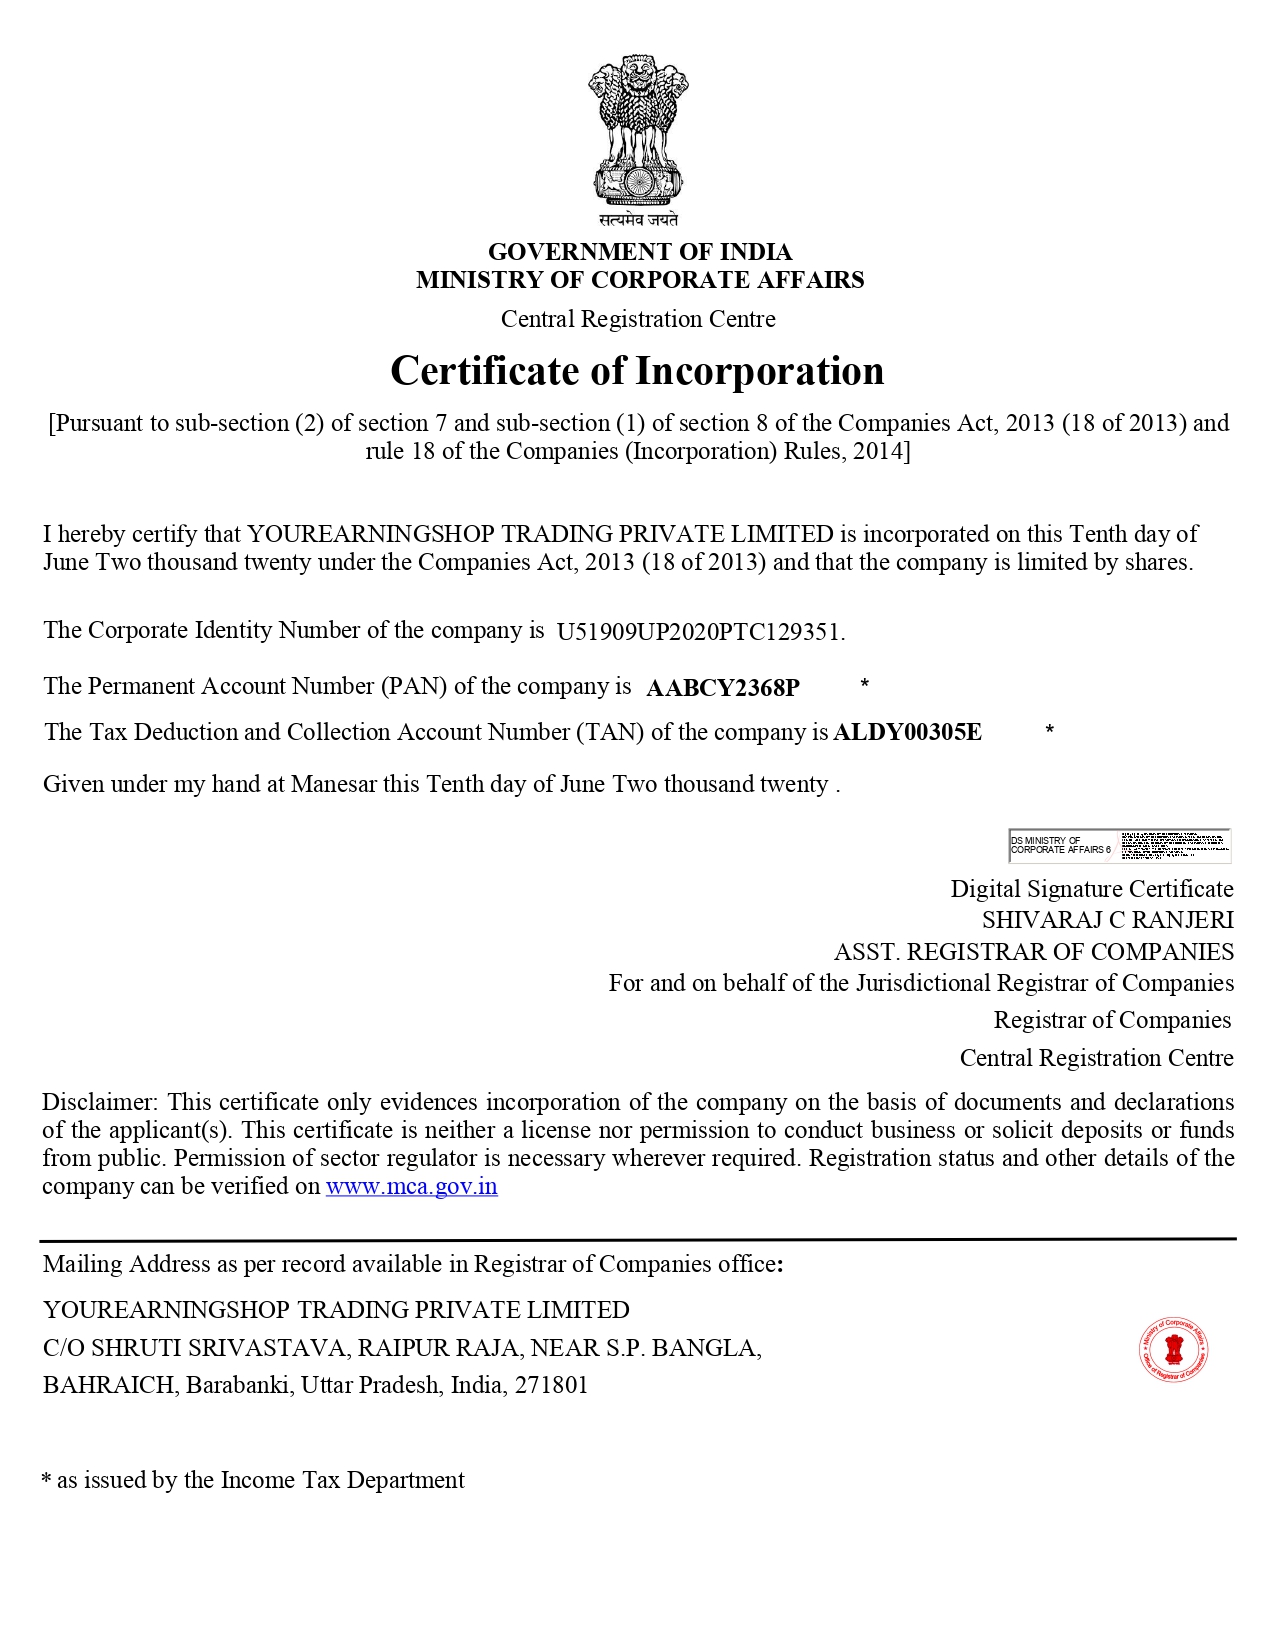 सत्यमेव जयते
GOVERNMENT OF INDIA
MINISTRY OF CORPORATE AFFAIRS
Central Registration Centre
Certificate of Incorporation
[Pursuant to sub-section (2) of section 7 and sub-section (1) of section 8 of the Companies Act, 2013 (18 of 2013) and
rule 18 of the Companies (Incorporation) Rules, 2014]
I hereby certify that YOUREARNINGSHOP TRADING PRIVATE LIMITED is incorporated on this Tenth day of
June Two thousand twenty under the Companies Act, 2013 (18 of 2013) and that the company is limited by shares.
The Corporate Identity Number of the company is U51909UP2020PTC129351.
The Permanent Account Number (PAN) of the company is AABCY2368P *
The Tax Deduction and Collection Account Number (TAN) of the company is ALDY00305E *
Given under my hand at Manesar this Tenth day of June Two thousand twenty .
DS MINISTRY OF
CORPORATE AFFAIRS 6
Digital Signature Certificate
SHIVARAJ C RANJERI
ASST. REGISTRAR OF COMPANIES
For and on behalf of the Jurisdictional Registrar of Companies
Registrar of Companies
Central Registration Centre
Disclaimer: This certificate only evidences incorporation of the company on the basis of documents and declarations
of the applicant(s). This certificate is neither a license nor permission to conduct business or solicit deposits or funds
from public. Permission of sector regulator is necessary wherever required. Registration status and other details of the
company can be verified on www.mca.gov.in
Mailing Address as per record available in Registrar of Companies office:
YOUREARNINGSHOP TRADING PRIVATE LIMITED
C/O SHRUTI SRIVASTAVA, RAIPUR RAJA, NEAR S.P. BANGLA,
BAHRAICH, Barabanki, Uttar Pradesh, India, 271801
Ministry of Corporate Affairs
Office of Registrar of Companies
* as issued by the Income Tax Department